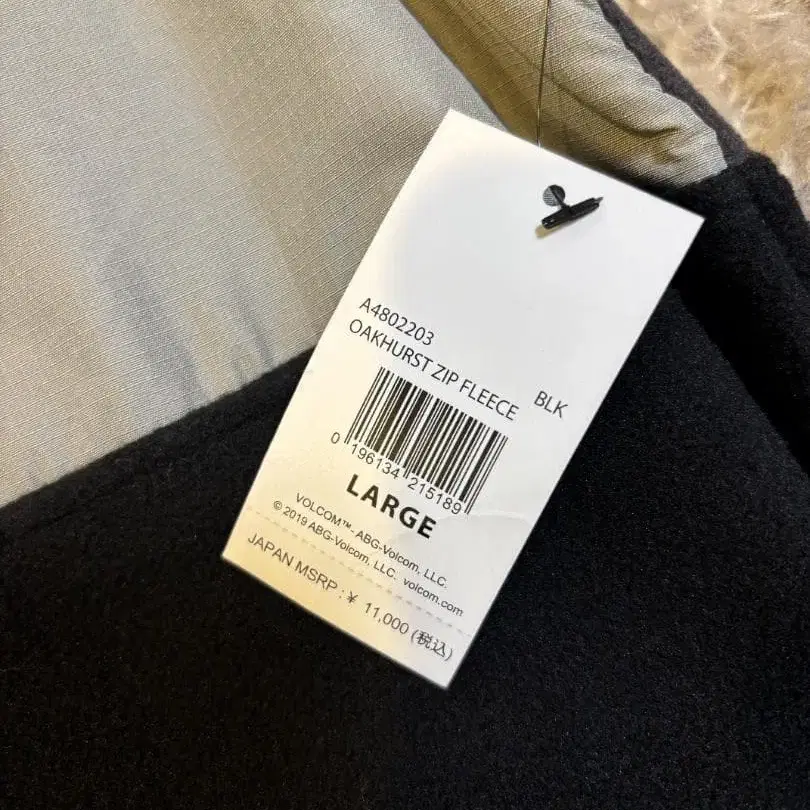 A4802203
OAKHURST ZIP FLEECE BLK
0 196134 215189
LARGE
VOLCOM™-ABG-Volcom, LLC.
© 2019 ABG-Volcom, LLC. volcom.com
JAPAN MSRP : ¥ 11,000 (税込)